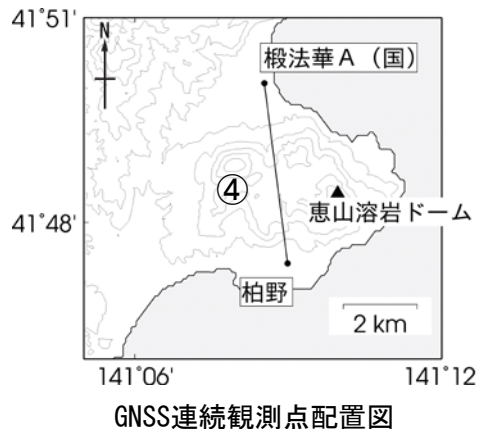 41°51'
N
椴法華A（国）
④
41°48'
恵山溶岩ドーム
柏野
2 km
141°06'
141°12'
GNSS連続観測点配置図